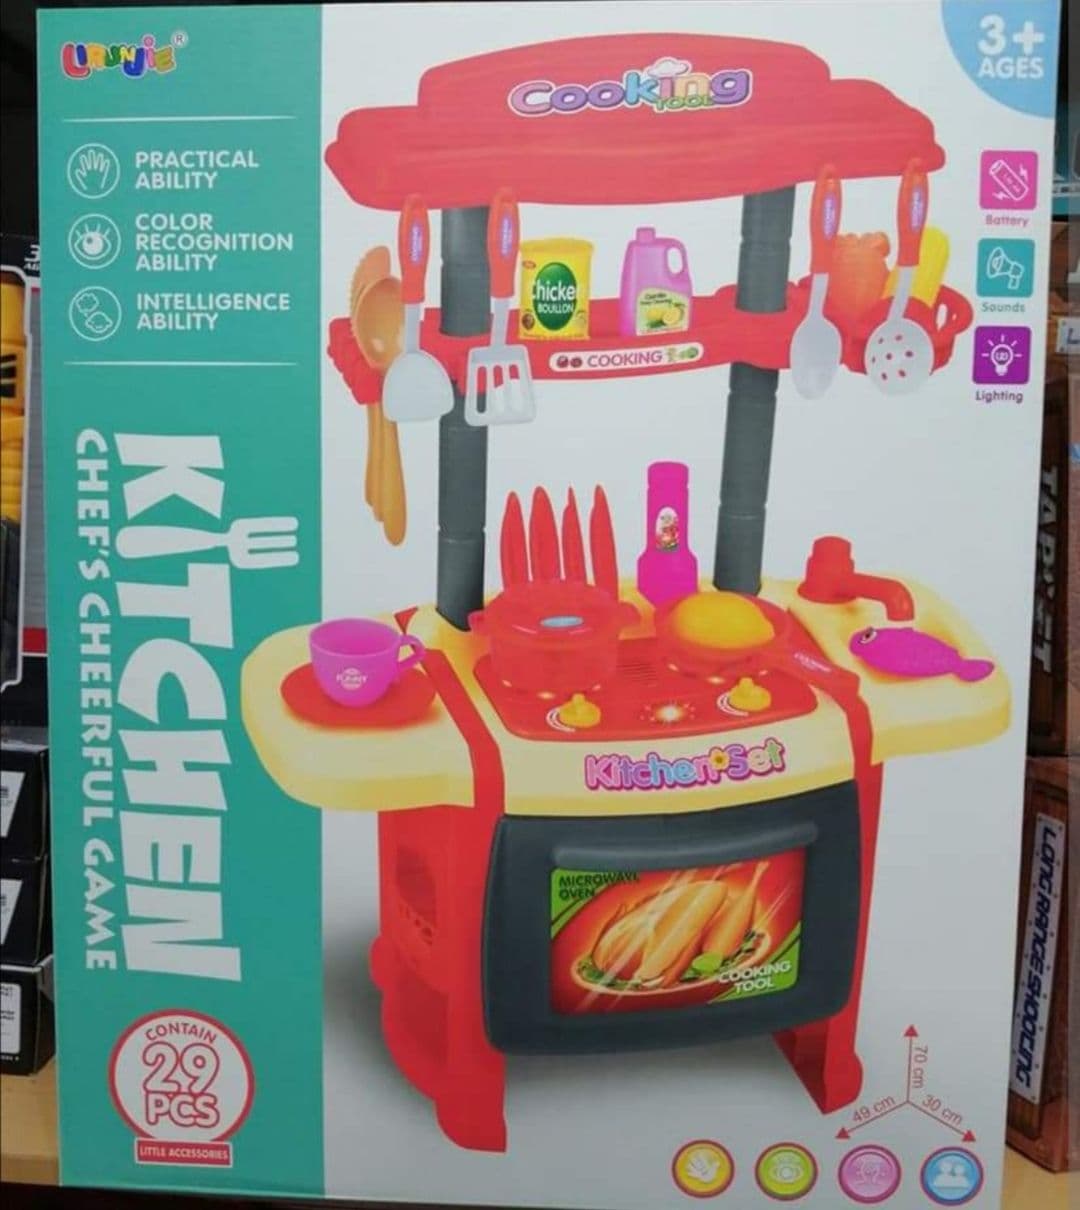 LIRUNJIE®
PRACTICAL
ABILITY
COLOR
RECOGNITION
ABILITY
INTELLIGENCE
ABILITY
KITCHEN
CHEF'S CHEERFUL GAME
CONTAIN
29
PCS
LITTLE ACCESSORIES
Cooking
TOOL
3+
AGES
Battery
Sounds
Lighting
Chicken
BOUILLON
COOKING
FUNNY
Kitchen Set
MICROWAVE
OVEN
COOKING
TOOL
70 cm
49 cm
30 cm
LONG RANGE SHOOTING